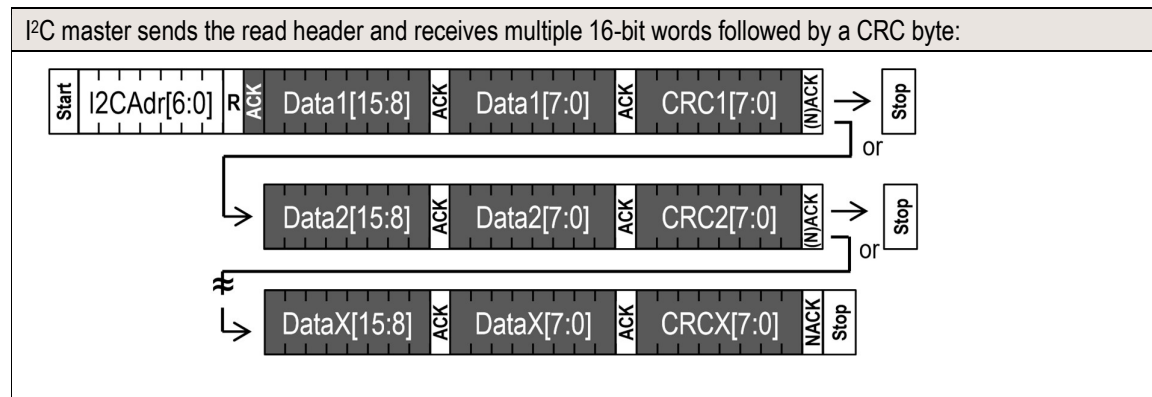 I²C master sends the read header and receives multiple 16-bit words followed by a CRC byte:
Start I2CAdr[6:0] R ACK Data1[15:8] ACK Data1[7:0] ACK CRC1[7:0] (N)ACK Stop
or
Data2[15:8] ACK Data2[7:0] ACK CRC2[7:0] (N)ACK Stop
or
DataX[15:8] ACK DataX[7:0] ACK CRCX[7:0] NACK Stop